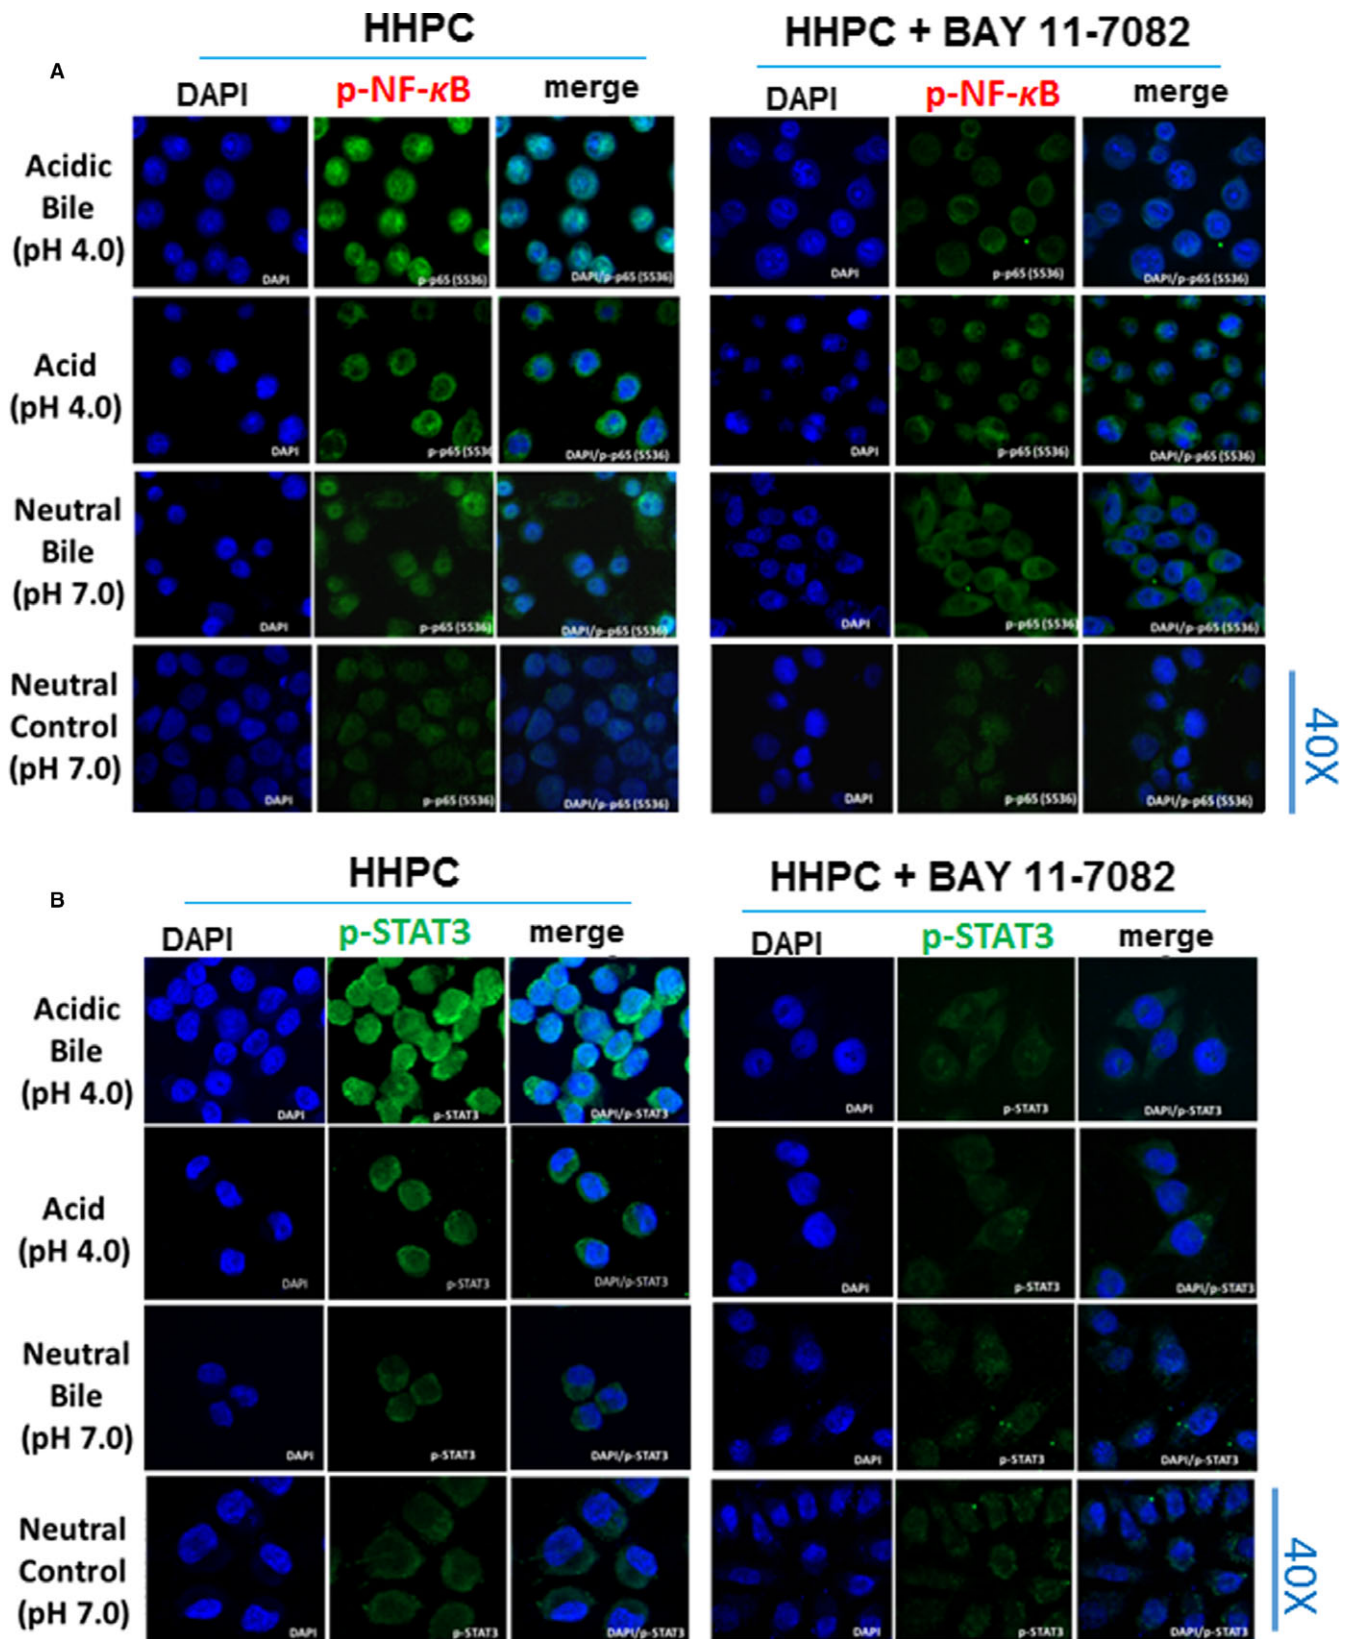 HHPC
HHPC + BAY 11-7082
A
DAPI
p-NF-κB
merge
DAPI
p-NF-κB
merge
Acidic
Bile
(pH 4.0)
DAPI
p-p65 (S536)
DAPI/p-p65 (S536)
DAPI
p-p65 (S536)
DAPI/p-p65 (S536)
Acid
(pH 4.0)
DAPI
p-p65 (S536
DAPI/p-p65 (S536)
DAPI
p-p65 (S536)
DAPI/p-p65 (S536)
Neutral
Bile
(pH 7.0)
DAPI
p-p65 (S536)
DAPI/p-p65 (S536)
DAPI
p-p65 (S536)
DAPI/p-p65 (S536)
Neutral
Control
(pH 7.0)
DAPI
p-p65 (S536)
DAPI/p-p65 (S536)
DAPI
p-p65 (S536)
DAPI/p-p65 (S536)
40X
HHPC
HHPC + BAY 11-7082
B
DAPI
p-STAT3
merge
DAPI
p-STAT3
merge
Acidic
Bile
(pH 4.0)
DAPI
p-STAT3
DAPI/p-STAT3
DAPI
p-STAT3
DAPI/p-STAT3
Acid
(pH 4.0)
DAPI
p-STAT3
DAPI/p-STAT3
DAPI
p-STAT3
DAPI/p-STAT3
Neutral
Bile
(pH 7.0)
DAPI
p-STAT3
DAPI/p-STAT3
DAPI
p-STAT3
DAPI/p-STAT3
Neutral
Control
(pH 7.0)
DAPI
p-STAT3
DAPI/p-STAT3
DAPI
p-STAT3
DAPI/p-STAT3
40X